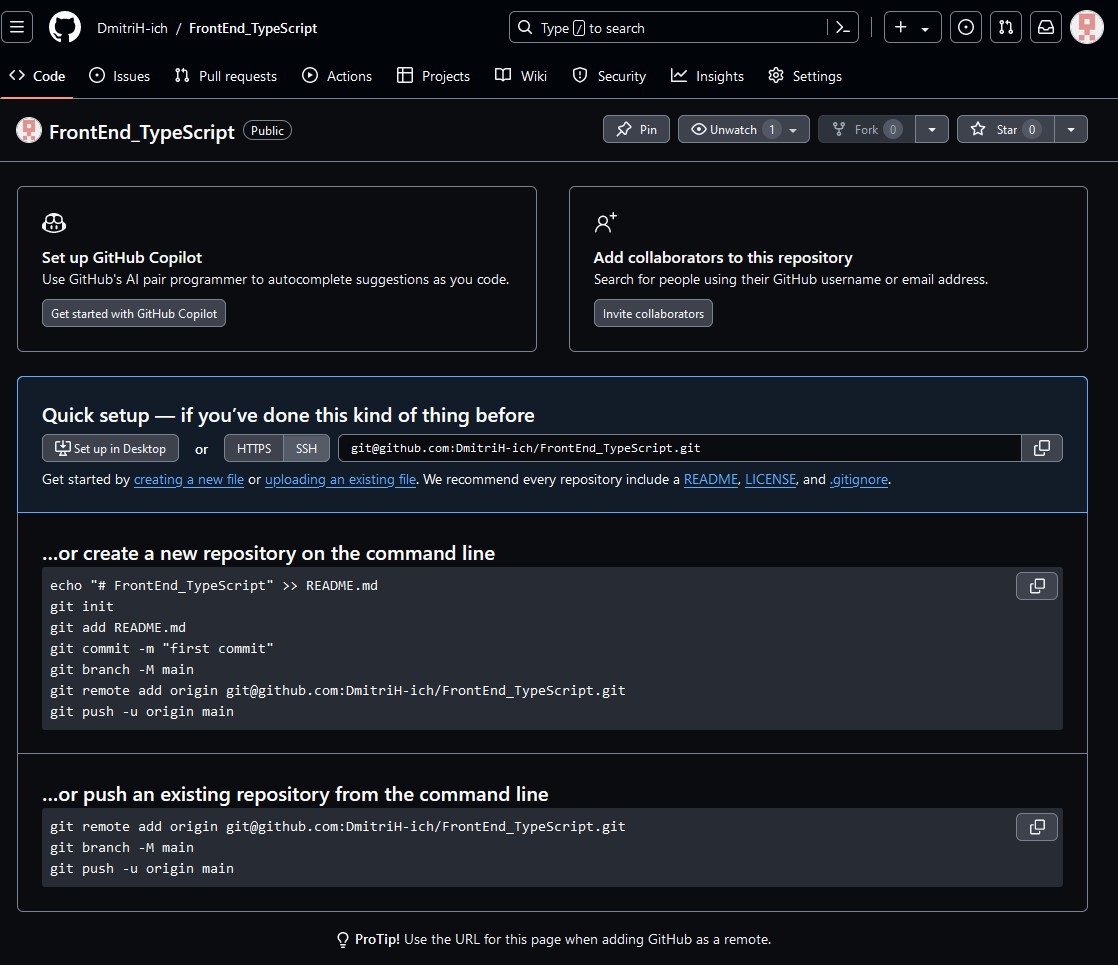 DmitriH-ich / FrontEnd_TypeScript
Type / to search
Code Issues Pull requests Actions Projects Wiki Security Insights Settings
FrontEnd_TypeScript Public
Pin Unwatch 1 Fork 0 Star 0
Set up GitHub Copilot
Use GitHub's AI pair programmer to autocomplete suggestions as you code.
Get started with GitHub Copilot
Add collaborators to this repository
Search for people using their GitHub username or email address.
Invite collaborators
Quick setup — if you’ve done this kind of thing before
Set up in Desktop or HTTPS SSH git@github.com:DmitriH-ich/FrontEnd_TypeScript.git
Get started by creating a new file or uploading an existing file. We recommend every repository include a README, LICENSE, and .gitignore.
…or create a new repository on the command line
echo "# FrontEnd_TypeScript" >> README.md
git init
git add README.md
git commit -m "first commit"
git branch -M main
git remote add origin git@github.com:DmitriH-ich/FrontEnd_TypeScript.git
git push -u origin main
…or push an existing repository from the command line
git remote add origin git@github.com:DmitriH-ich/FrontEnd_TypeScript.git
git branch -M main
git push -u origin main
ProTip! Use the URL for this page when adding GitHub as a remote.